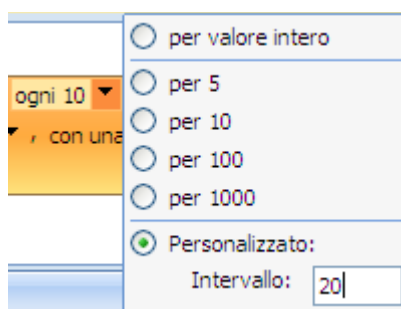 per valore intero
ogni 10
per 5
per 10
, con una
per 100
per 1000
Personalizzato:
Intervallo: 20